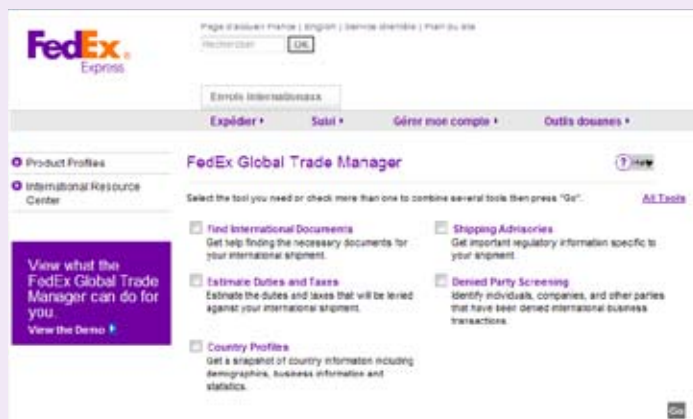 FedEx
Express
Page d'accueil France | English | Service clientèle | Plan du site
Rechercher OK
Envois internationaux
Expédier Suivi Gérer mon compte Outils douanes
Product Profiles
International Resource
Center
View what the
FedEx Global Trade
Manager can do for
you.
View the Demo
FedEx Global Trade Manager
? Help
Select the tool you need or check more than one to combine several tools then press "Go".
All Tools
Find International Documents
Get help finding the necessary documents for
your international shipment.
Estimate Duties and Taxes
Estimate the duties and taxes that will be levied
against your international shipment.
Country Profiles
Get a snapshot of country information including
demographics, business information and
statistics.
Shipping Advisories
Get important regulatory information specific to
your shipment.
Denied Party Screening
Identify individuals, companies, and other parties
that have been denied international business
transactions.
Go